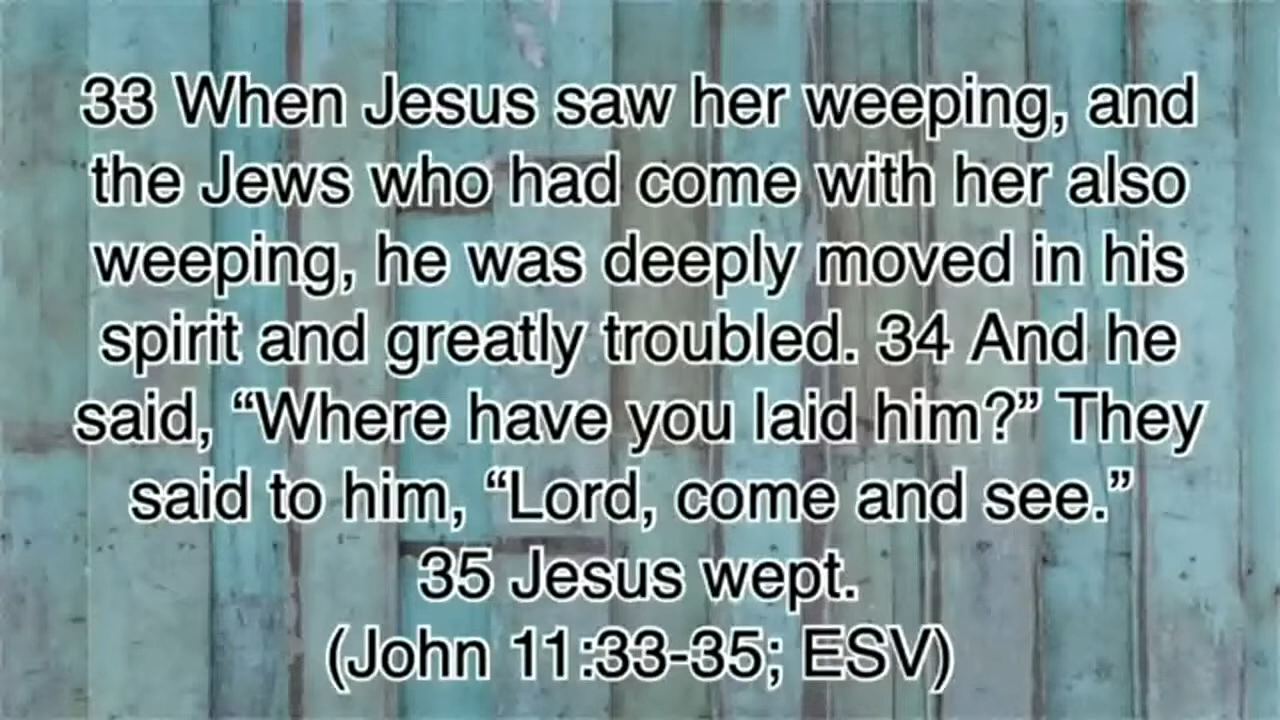 33 When Jesus saw her weeping, and
the Jews who had come with her also
weeping, he was deeply moved in his
spirit and greatly troubled. 34 And he
said, “Where have you laid him?” They
said to him, “Lord, come and see.”
35 Jesus wept.
(John 11:33-35; ESV)